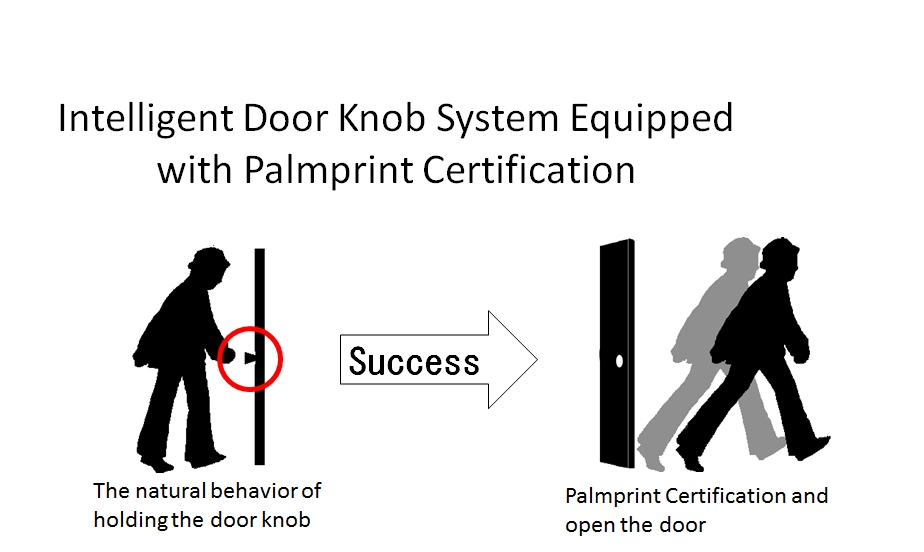 Intelligent Door Knob System Equipped
with Palmprint Certification
Success
The natural behavior of
holding the door knob
Palmprint Certification and
open the door